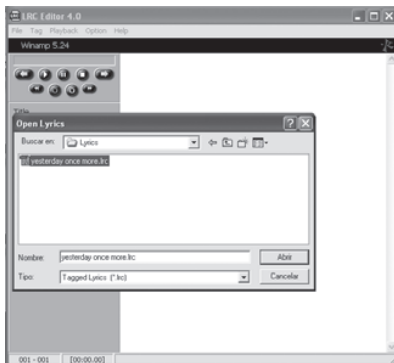 LRC Editor 4.0
File Tag Playback Option Help
Winamp 5.24
Title
Open Lyrics
Buscar en: Lyrics
yesterday once more.lrc
Nombre: yesterday once more.lrc Abrir
Tipo: Tagged Lyrics (*.lrc) Cancelar
001 - 001 [00:00.00]